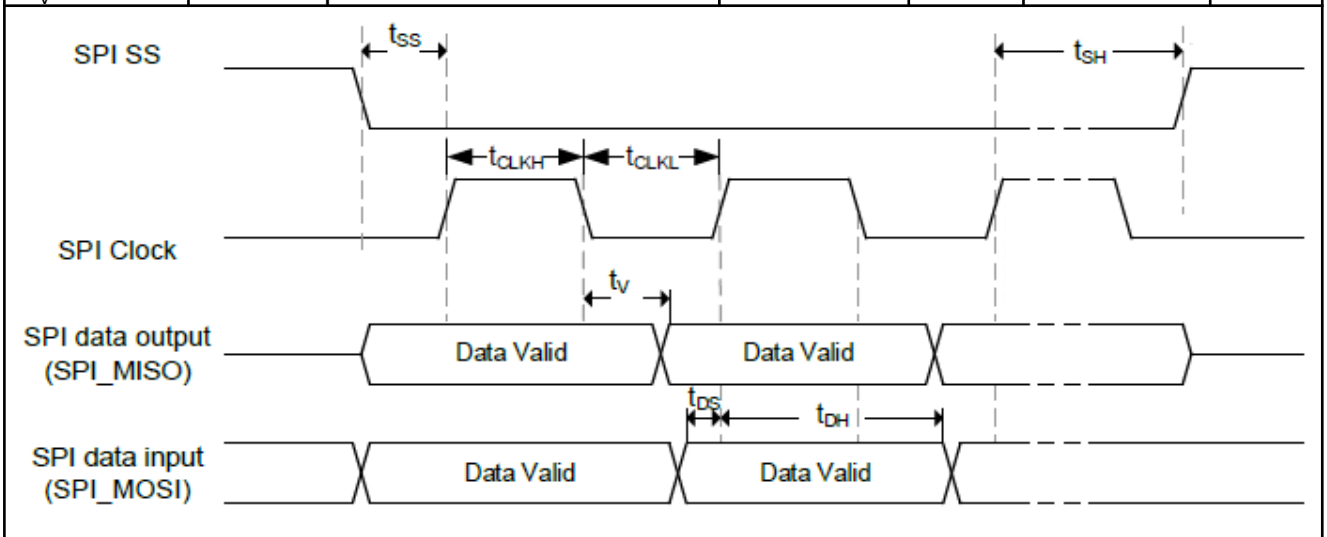 tSS
SPI SS
tSH
tCLKH
tCLKL
SPI Clock
tV
SPI data output
(SPI_MISO)
Data Valid
Data Valid
tDS
tDH
SPI data input
(SPI_MOSI)
Data Valid
Data Valid